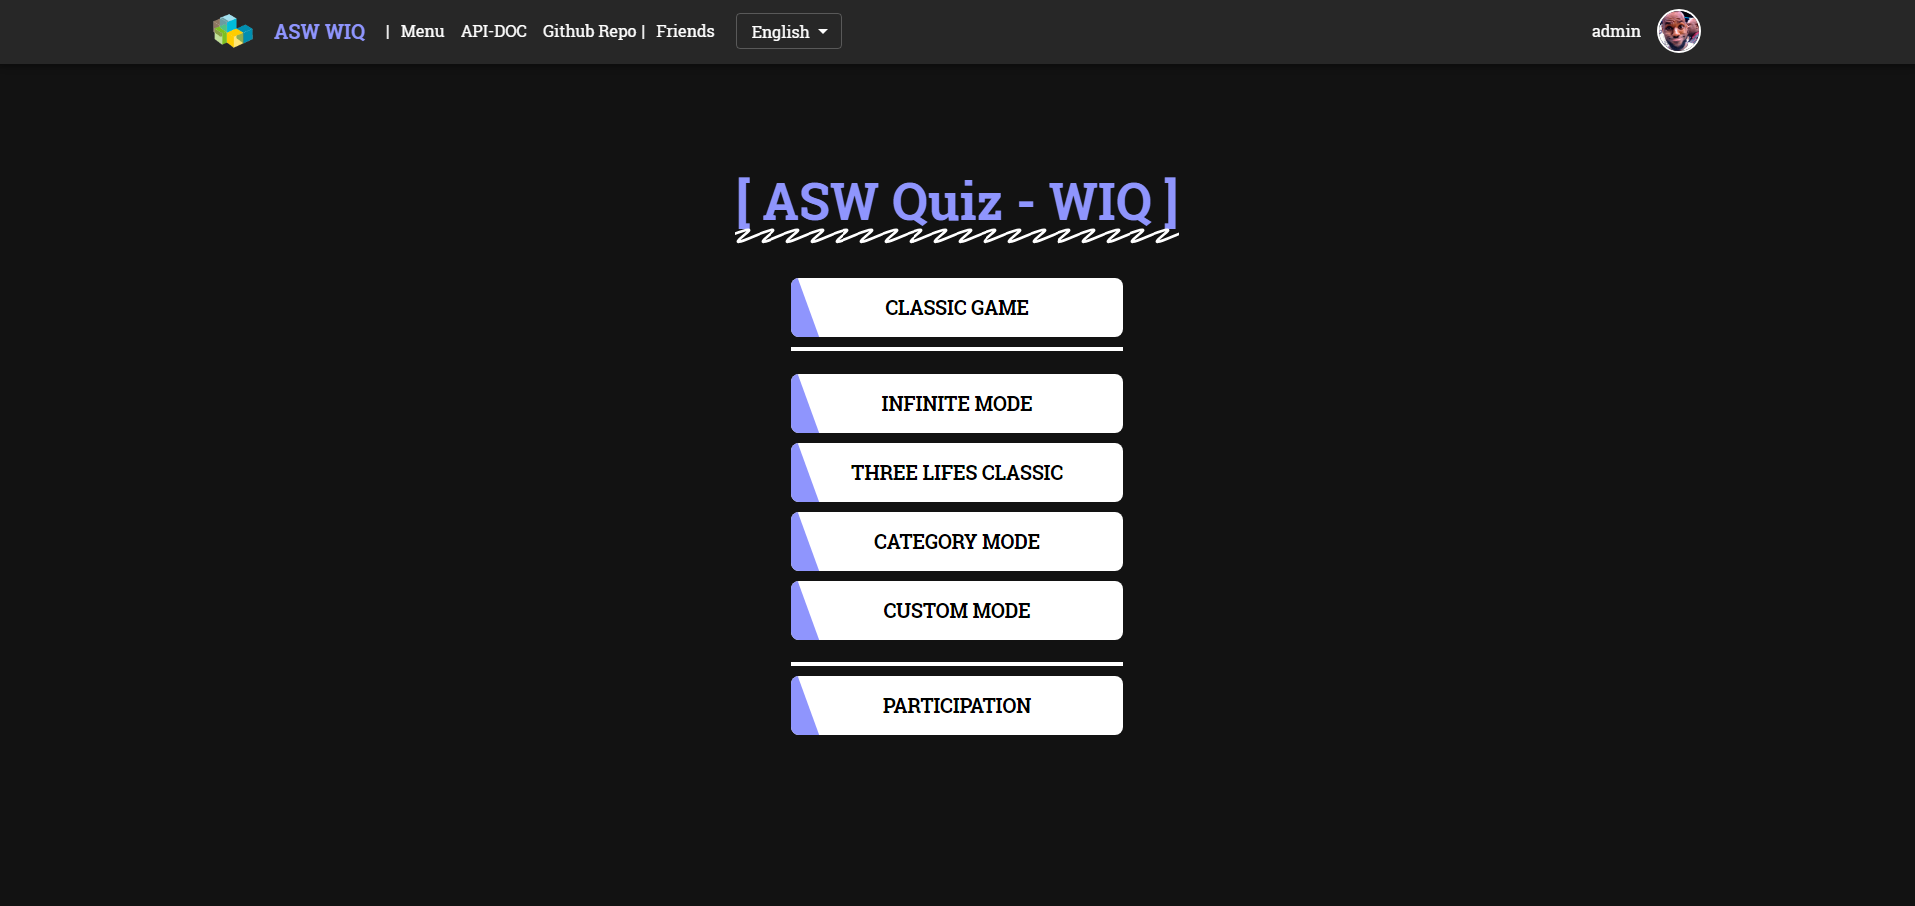 ASW WIQ | Menu API-DOC Github Repo | Friends English admin
[ ASW Quiz - WIQ ]
CLASSIC GAME
INFINITE MODE
THREE LIFES CLASSIC
CATEGORY MODE
CUSTOM MODE
PARTICIPATION